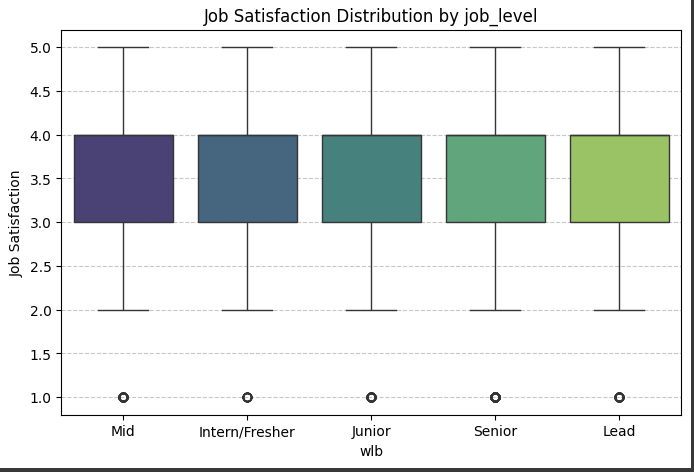 Job Satisfaction Distribution by job_level
Job Satisfaction
5.0
4.5
4.0
3.5
3.0
2.5
2.0
1.5
1.0
Mid Intern/Fresher Junior Senior Lead
wlb